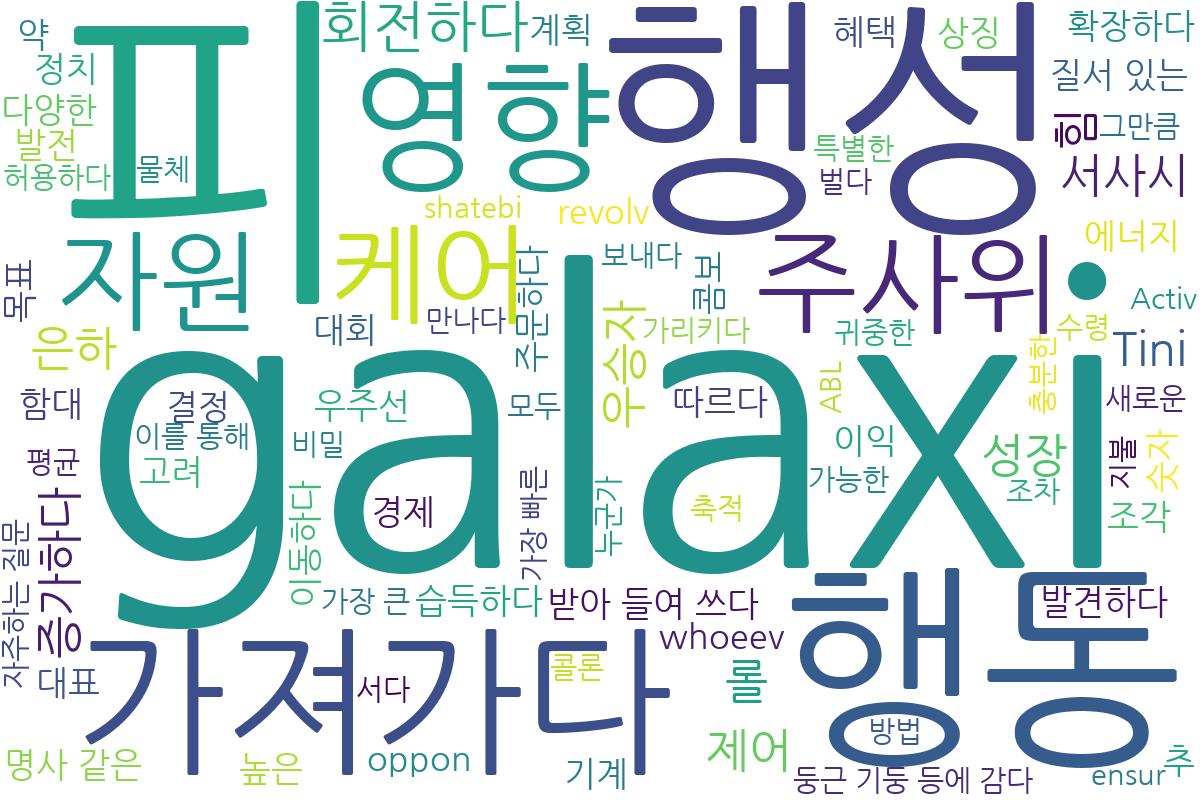 약
회전하다
계획
혜택
상징
확장하다
정치
피
영향
행성
질서 있는
다양한
힘
그만큼
발전
물체
특별한
서사시
허용하다
벌다
shatebi
revolv
에너지
자원
케어
주문하다
보내다
곰보
주사위
목표
Activ
은하
대회
만나다
우승자
가리키다
귀중한
수령
Tini
충분한
galaxi
함대
결정
우주선
모두
따르다
ABL
새로운
이를 통해
비밀
이익
성장
지불
숫자
평균
고려
가능한
조차
증가하다
이동하다
경제
가장 빠른
누군가
축적
조각
자주하는 질문
가장 큰
습득하다
받아 들여 쓰다
행동
발견하다
가져가다
whoeev
대표
서다
콜론
롤
방법
명사 같은
높은
oppon
기계
제어
둥근 기둥 등에 감다
ensur
추